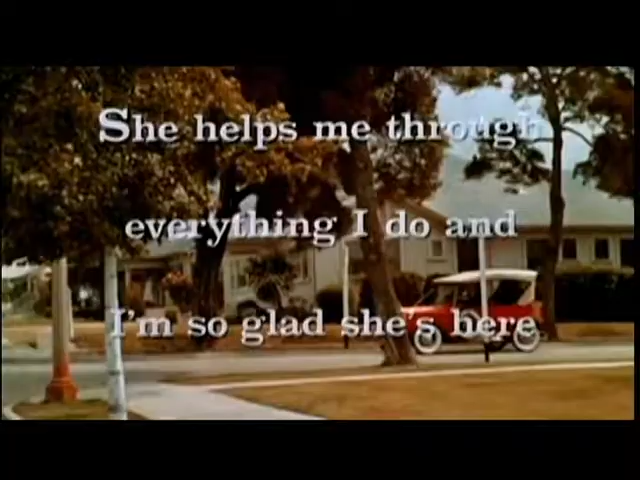 She helps me through
everything I do and
I'm so glad she's here